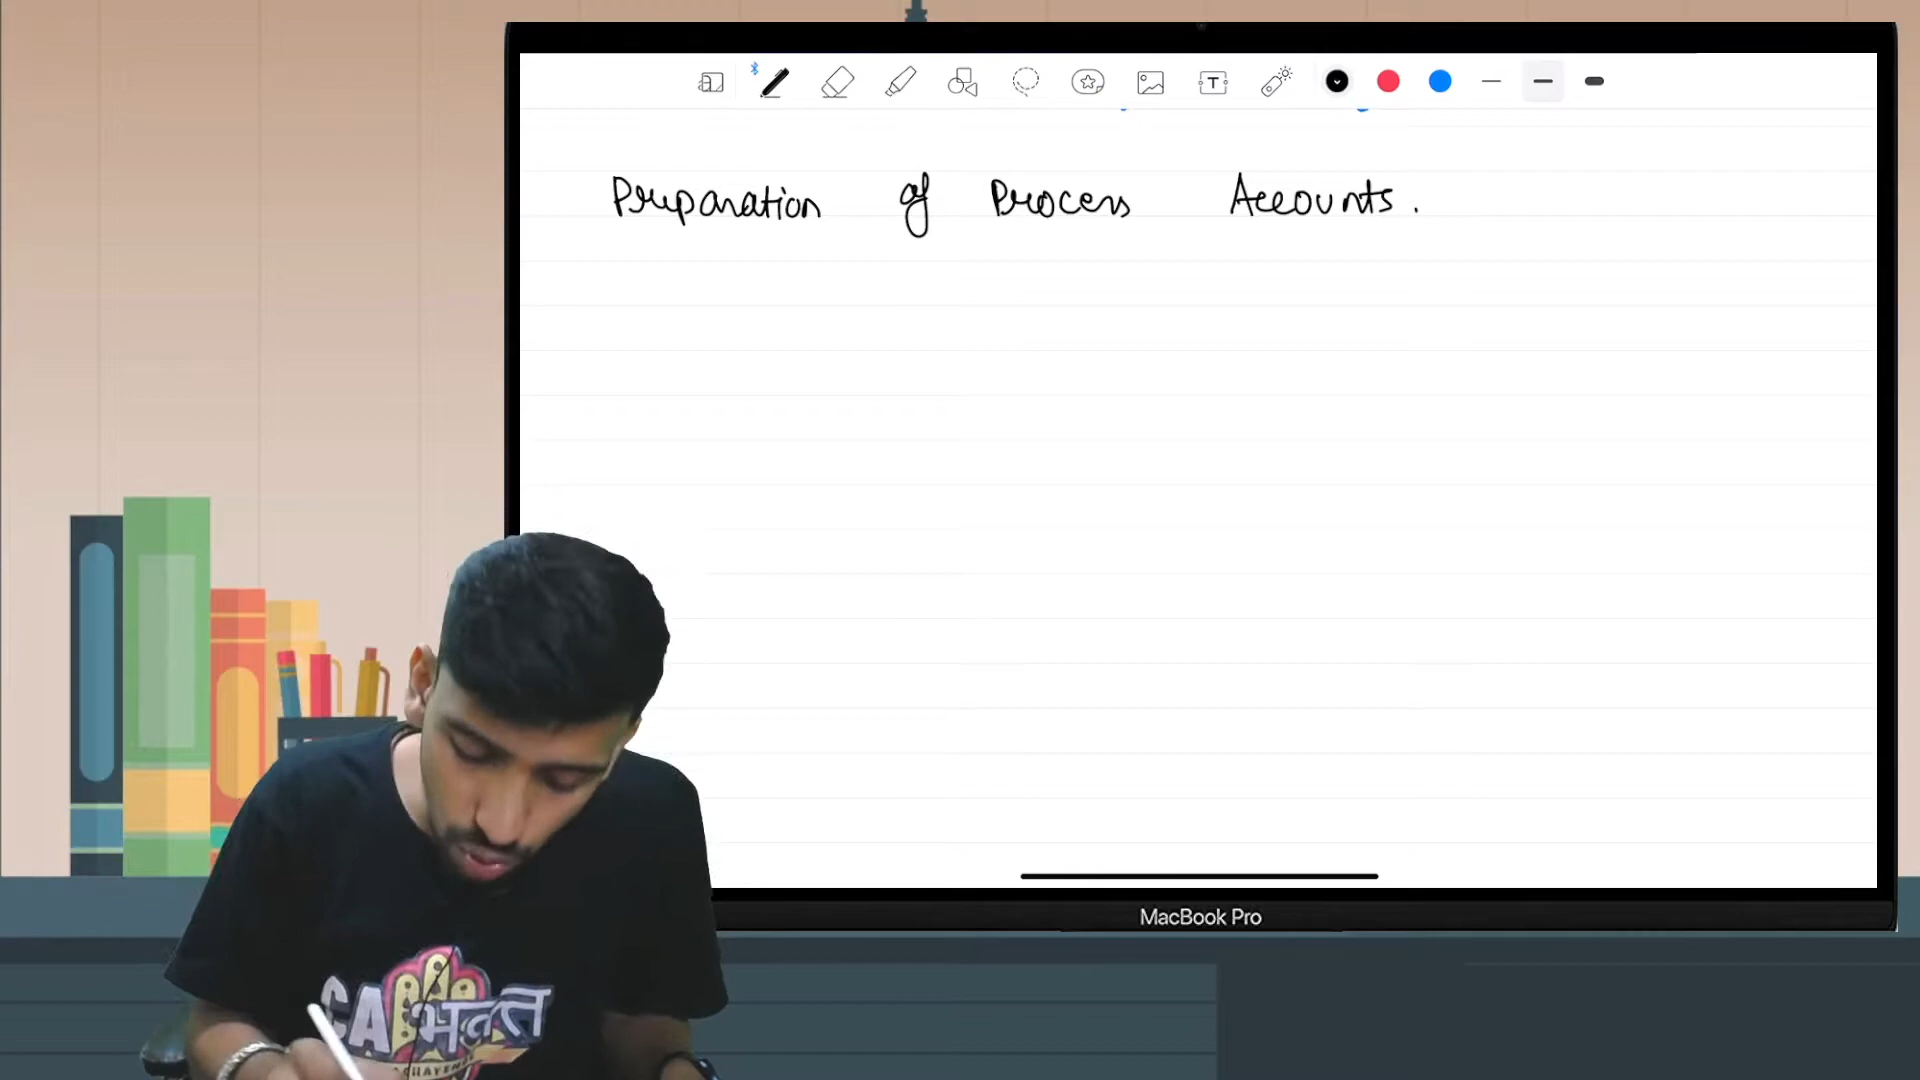 Preparation of Process Accounts.
MacBook Pro
CA भक्त